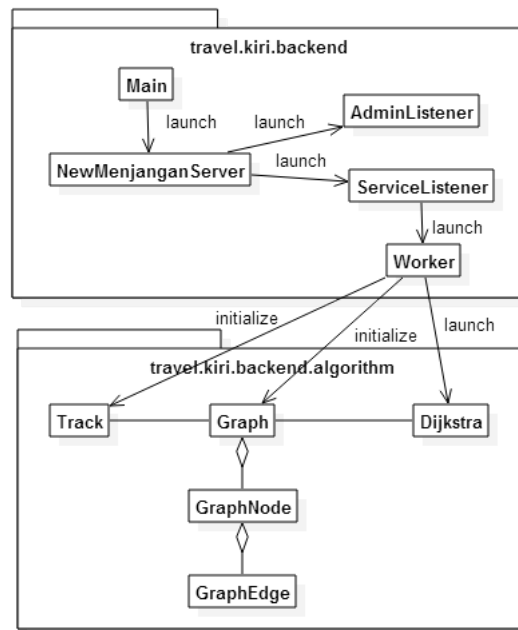 travel.kiri.backend
Main
launch
AdminListener
launch
NewMenjanganServer
launch
ServiceListener
launch
Worker
initialize
initialize
launch
travel.kiri.backend.algorithm
Track
Graph
Dijkstra
GraphNode
GraphEdge